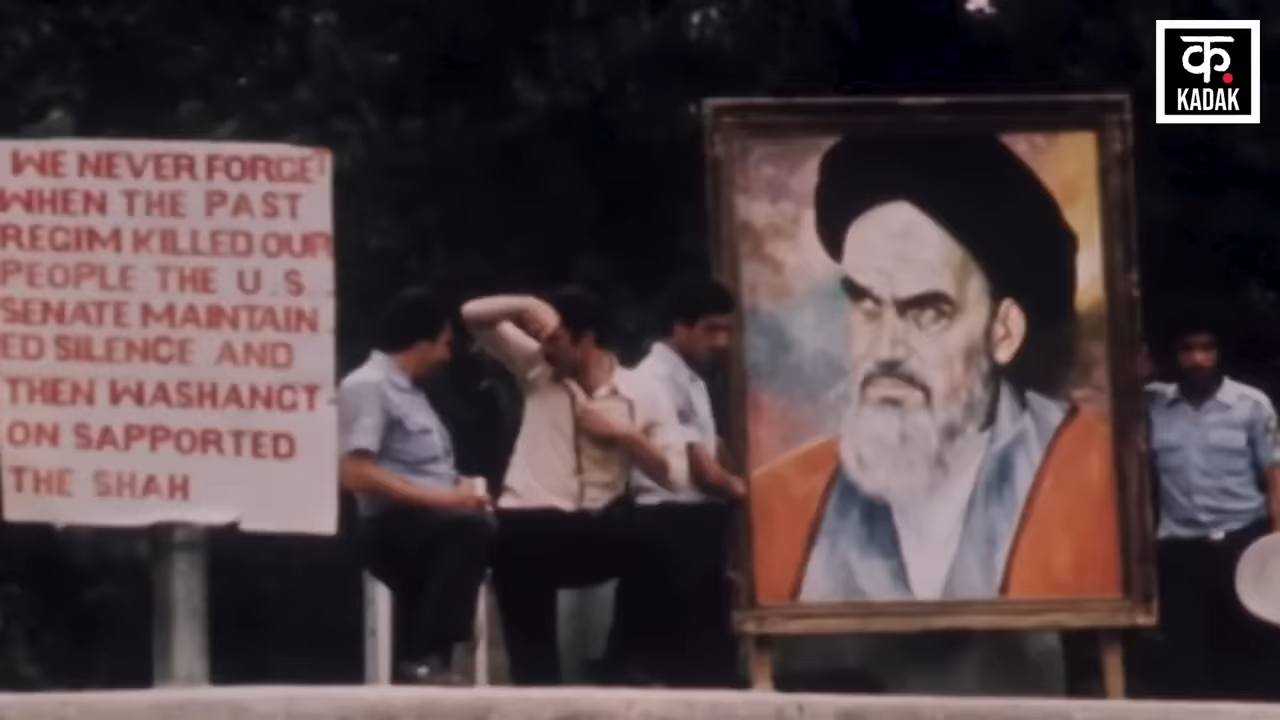 WE NEVER FORGET
WHEN THE PAST
REGIM KILLED OUR
PEOPLE THE U.S
SENATE MAINTAIN
ED SILENCE AND
THEN WASHANGT-
ON SAPPORTED
THE SHAH
क.
KADAK